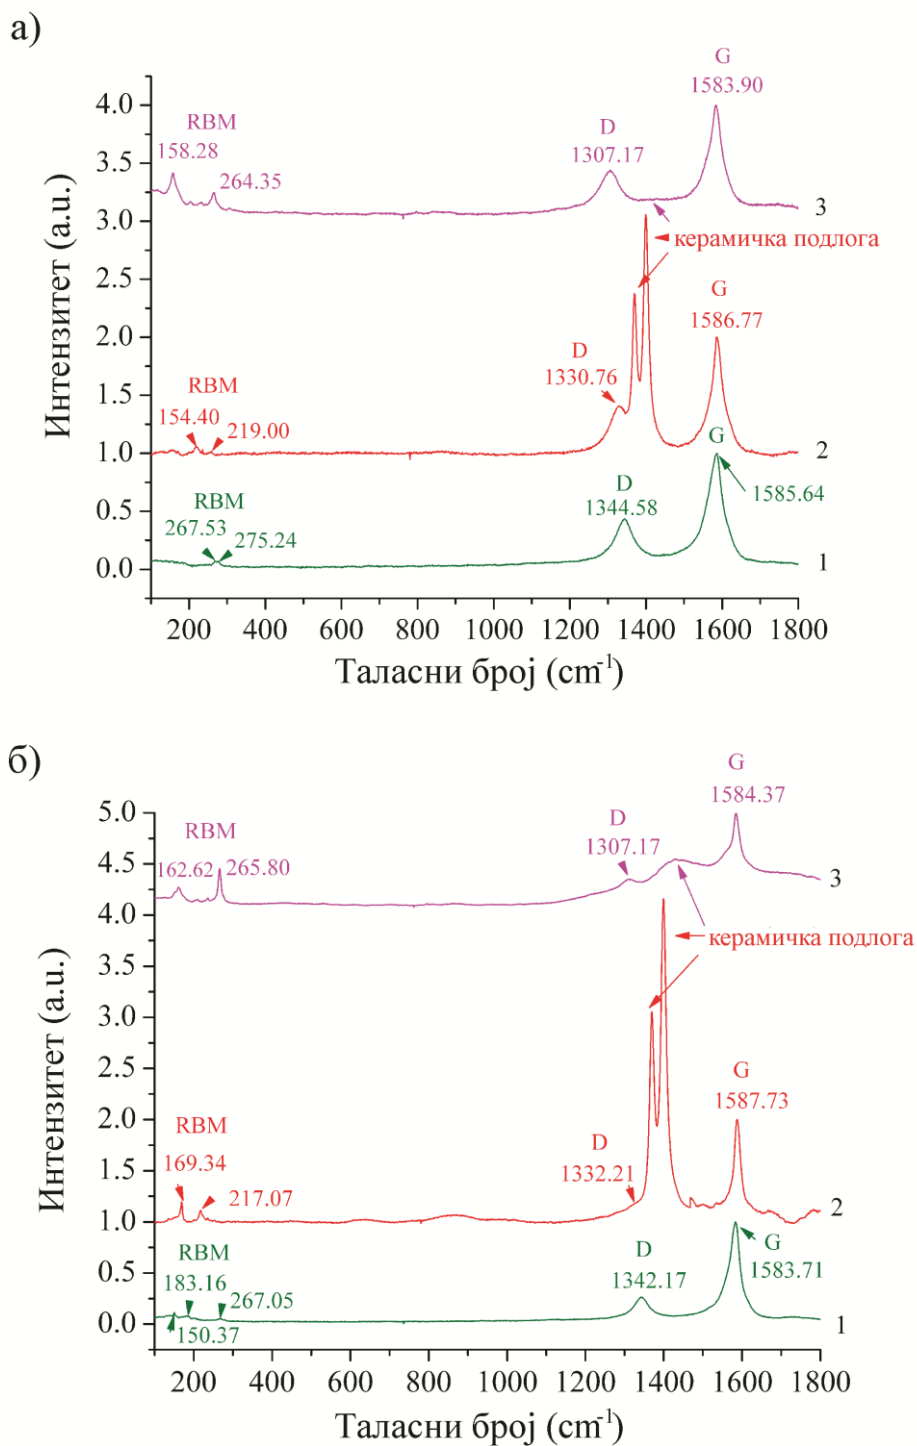 а)
G
1583.90
4.0
RBM
D
158.28
1307.17
3.5
264.35
3
3.0
керамичка подлога
2.5
G
1586.77
2.0
D
1330.76
RBM
1.5
154.40
219.00
G
2
1.0
D
RBM
1344.58
1585.64
267.53
0.5
275.24
1
0.0
Интензитет (a.u.)
200 400 600 800 1000 1200 1400 1600 1800
Таласни број (cm-1)
б)
G
1584.37
5.0
D
RBM
1307.17
162.62
265.80
4.5
3
4.0
керамичка подлога
3.5
3.0
2.5
G
1587.73
2.0
D
RBM
1332.21
169.34
1.5
217.07
2
1.0
RBM
D
G
183.16
1342.17
1583.71
0.5
267.05
150.37
1
0.0
Интензитет (a.u.)
200 400 600 800 1000 1200 1400 1600 1800
Таласни број (cm-1)